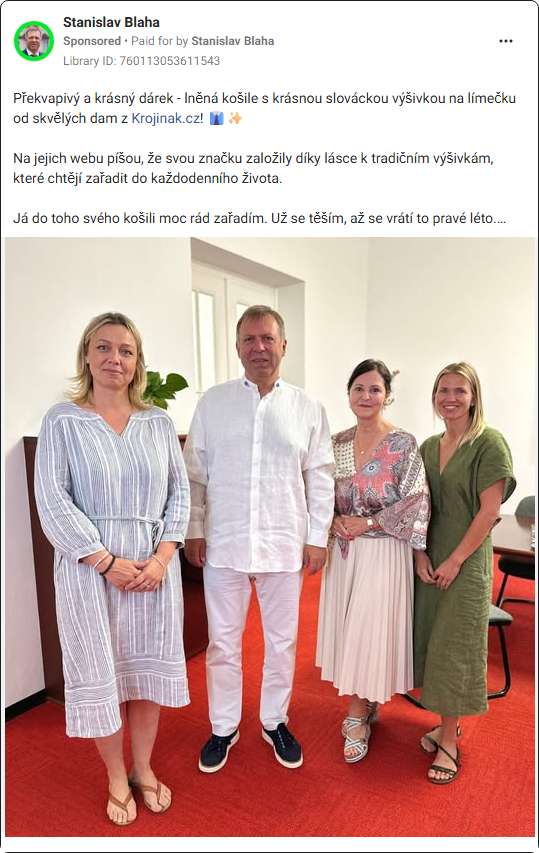 Stanislav Blaha
Sponsored • Paid for by Stanislav Blaha
Library ID: 760113053611543
Překvapivý a krásný dárek - lněná košile s krásnou slováckou výšivkou na límečku
od skvělých dam z Krojinak.cz! 👔 ✨
Na jejich webu píšou, že svou značku založily díky lásce k tradičním výšivkám,
které chtějí zařadit do každodenního života.
Já do toho svého košili moc rád zařadím. Už se těším, až se vrátí to pravé léto....